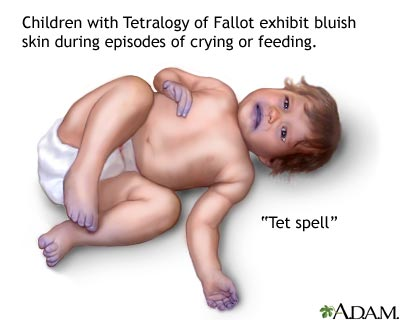 Children with Tetralogy of Fallot exhibit bluish
skin during episodes of crying or feeding.
“Tet spell”
A.D.A.M.